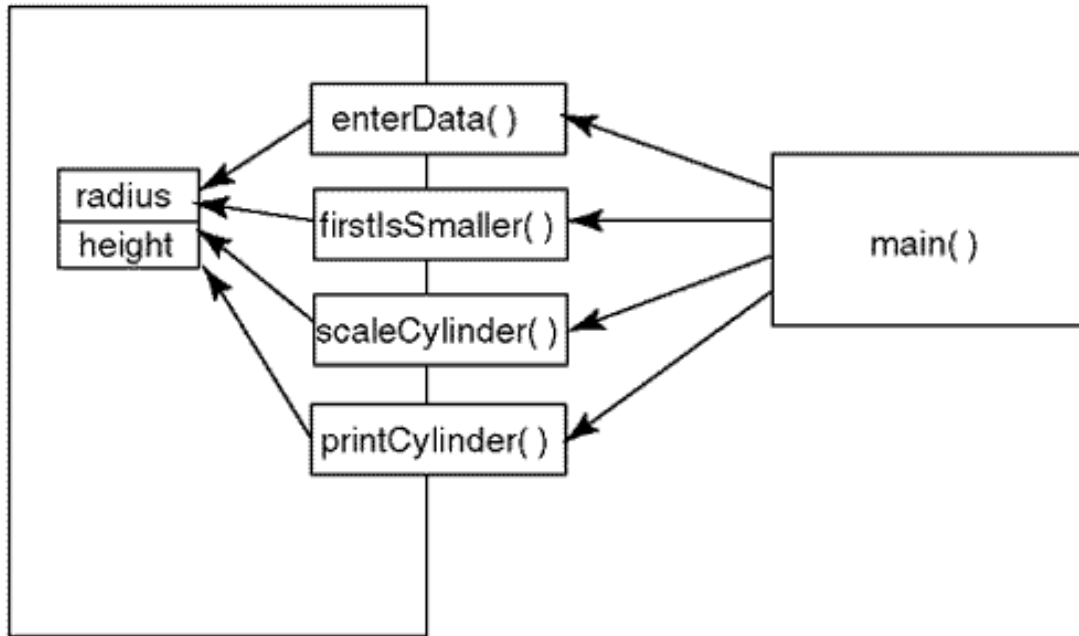 enterData( )
radius
firstIsSmaller( )
height
main( )
scaleCylinder( )
printCylinder( )